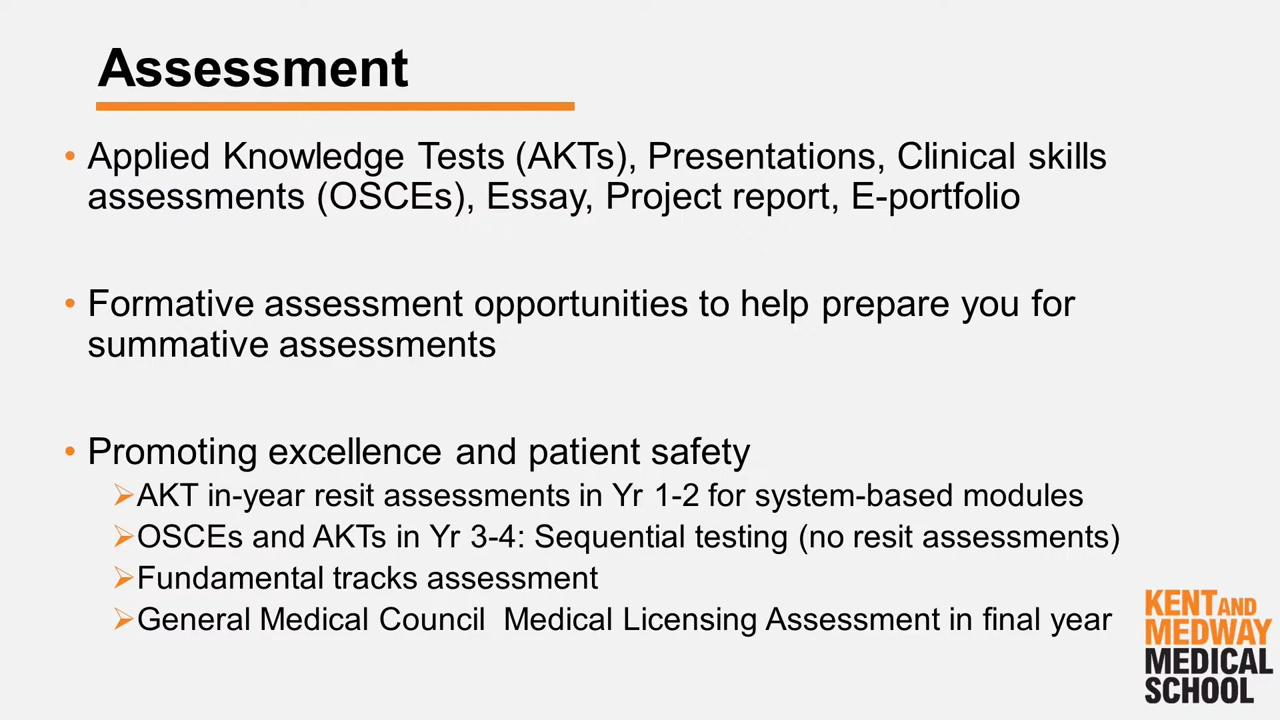 Assessment
• Applied Knowledge Tests (AKTs), Presentations, Clinical skills
assessments (OSCEs), Essay, Project report, E-portfolio
• Formative assessment opportunities to help prepare you for
summative assessments
• Promoting excellence and patient safety
➢AKT in-year resit assessments in Yr 1-2 for system-based modules
➢OSCEs and AKTs in Yr 3-4: Sequential testing (no resit assessments)
➢Fundamental tracks assessment
➢General Medical Council  Medical Licensing Assessment in final year
KENT AND
MEDWAY
MEDICAL
SCHOOL